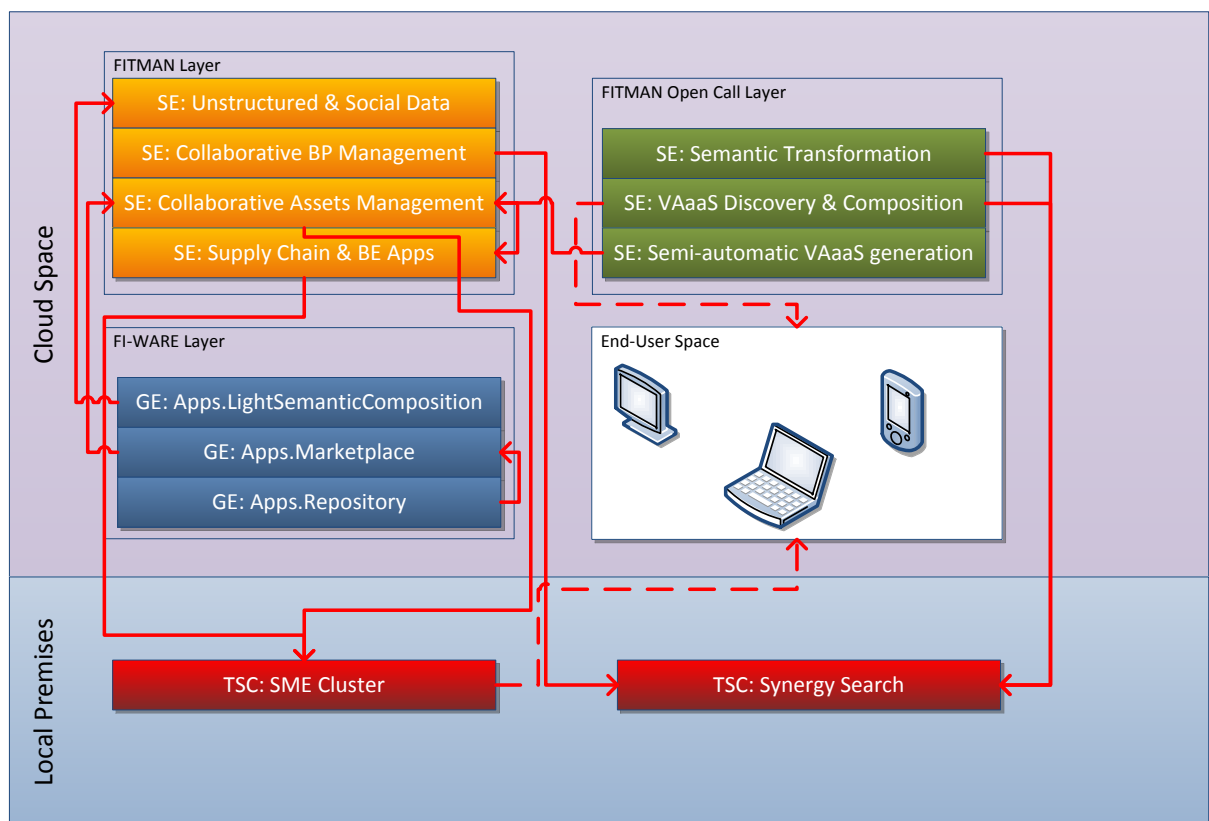 FITMAN Layer
SE: Unstructured & Social Data
SE: Collaborative BP Management
SE: Collaborative Assets Management
SE: Supply Chain & BE Apps
FITMAN Open Call Layer
SE: Semantic Transformation
SE: VAaaS Discovery & Composition
SE: Semi-automatic VAaaS generation
Cloud Space
FI-WARE Layer
GE: Apps.LightSemanticComposition
GE: Apps.Marketplace
GE: Apps.Repository
End-User Space
Local Premises
TSC: SME Cluster
TSC: Synergy Search